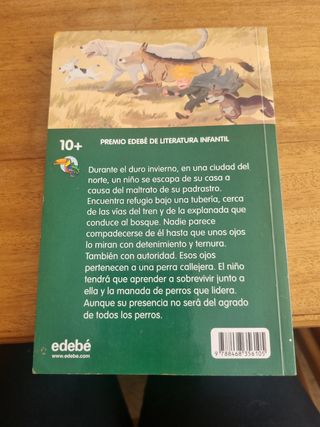 10+
PREMIO EDEBÉ DE LITERATURA INFANTIL
Durante el duro invierno, en una ciudad del
norte, un niño se escapa de su casa a
causa del maltrato de su padrastro.
Encuentra refugio bajo una tubería, cerca
de las vías del tren y de la explanada que
conduce al bosque. Nadie parece
compadecerse de él hasta que unos ojos
lo miran con detenimiento y ternura.
También con autoridad. Esos ojos
pertenecen a una perra callejera. El niño
tendrá que aprender a sobrevivir junto a
ella y la manada de perros que lidera.
Aunque su presencia no será del agrado
de todos los perros.
edebé
www.edebe.com
9 788468 356105